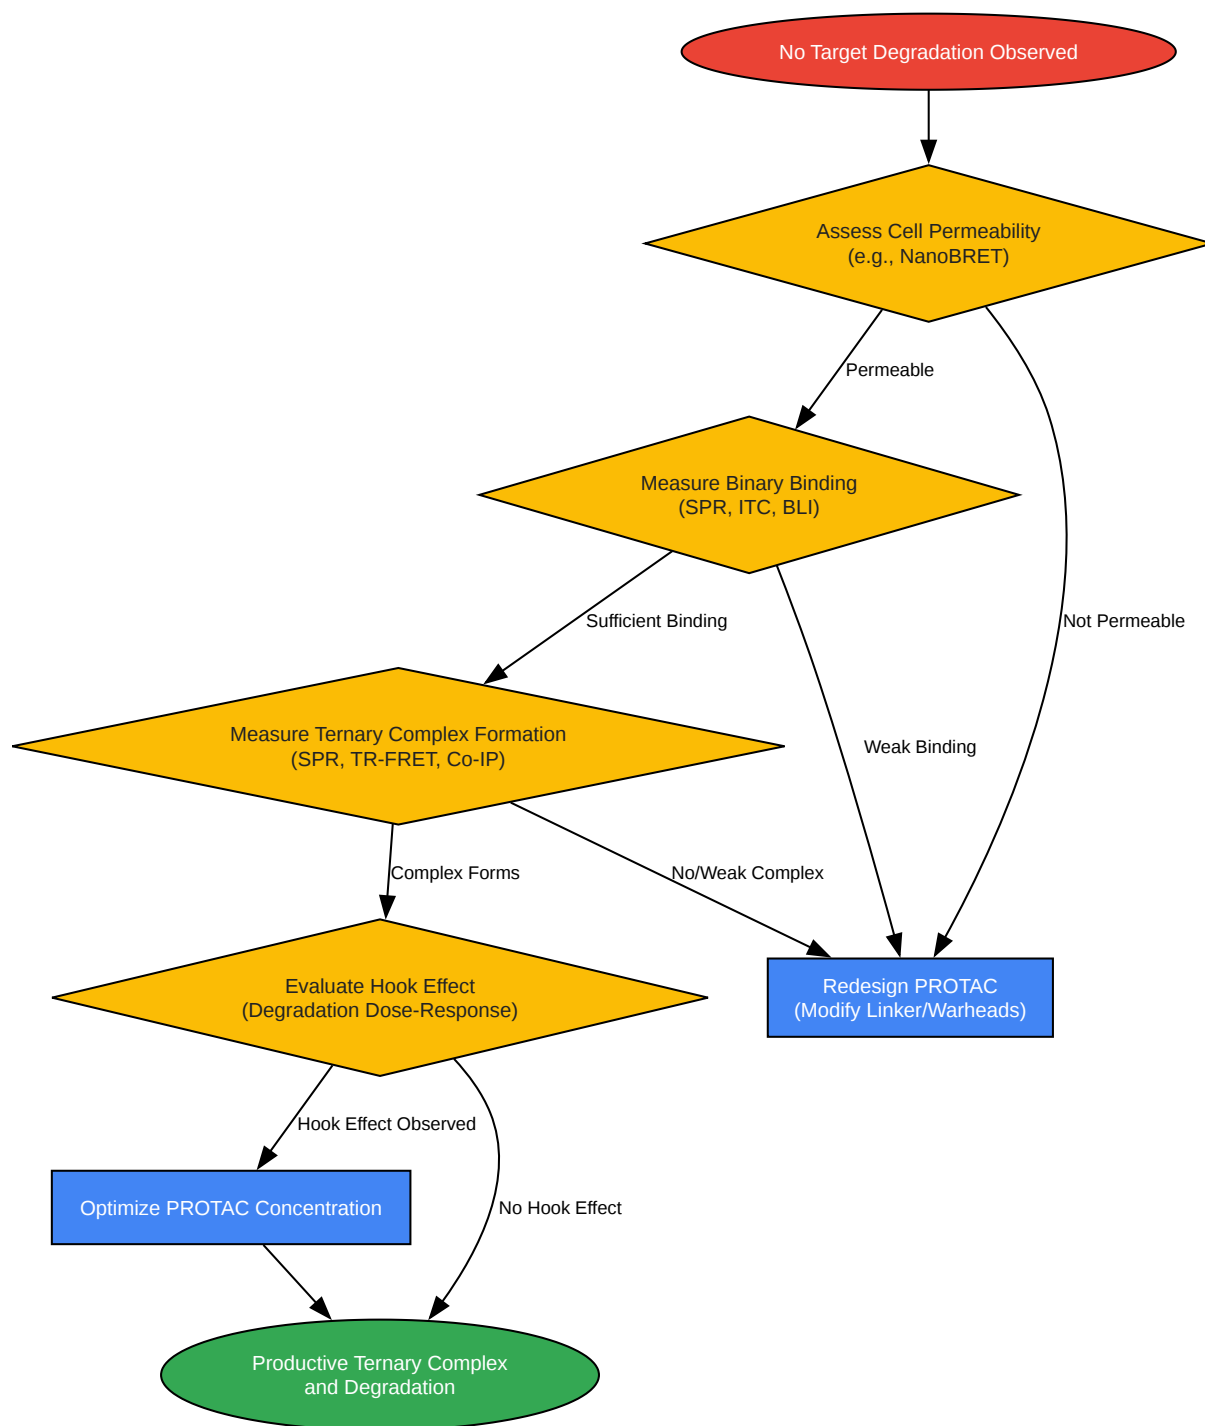 No Target Degradation Observed
Assess Cell Permeability
(e.g., NanoBRET)
Permeable
Measure Binary Binding
(SPR, ITC, BLI)
Sufficient Binding
Not Permeable
Measure Ternary Complex Formation
(SPR, TR-FRET, Co-IP)
Weak Binding
Complex Forms
No/Weak Complex
Evaluate Hook Effect
(Degradation Dose-Response)
Redesign PROTAC
(Modify Linker/Warheads)
Hook Effect Observed
Optimize PROTAC Concentration
No Hook Effect
Productive Ternary Complex
and Degradation